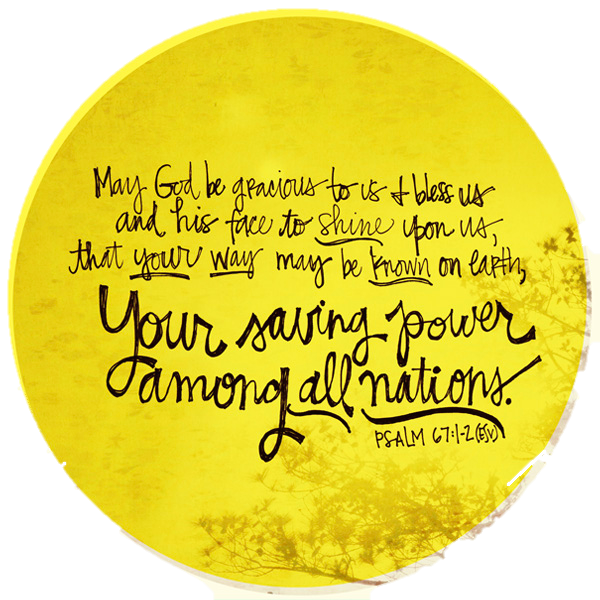 May God be gracious to us & bless us
and his face to shine upon us,
that your way may be known on earth,
Your saving power
among all nations.
PSALM 67:1-2 (ESV)